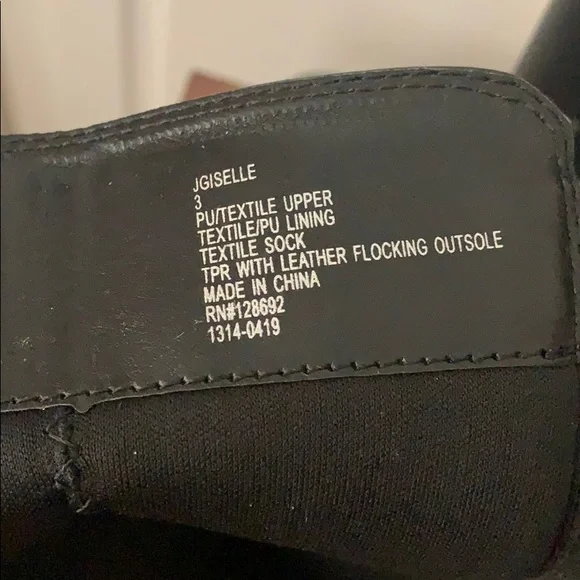 JGISELLE
3
PU/TEXTILE UPPER
TEXTILE/PU LINING
TEXTILE SOCK
TPR WITH LEATHER FLOCKING OUTSOLE
MADE IN CHINA
RN#128692
1314-0419